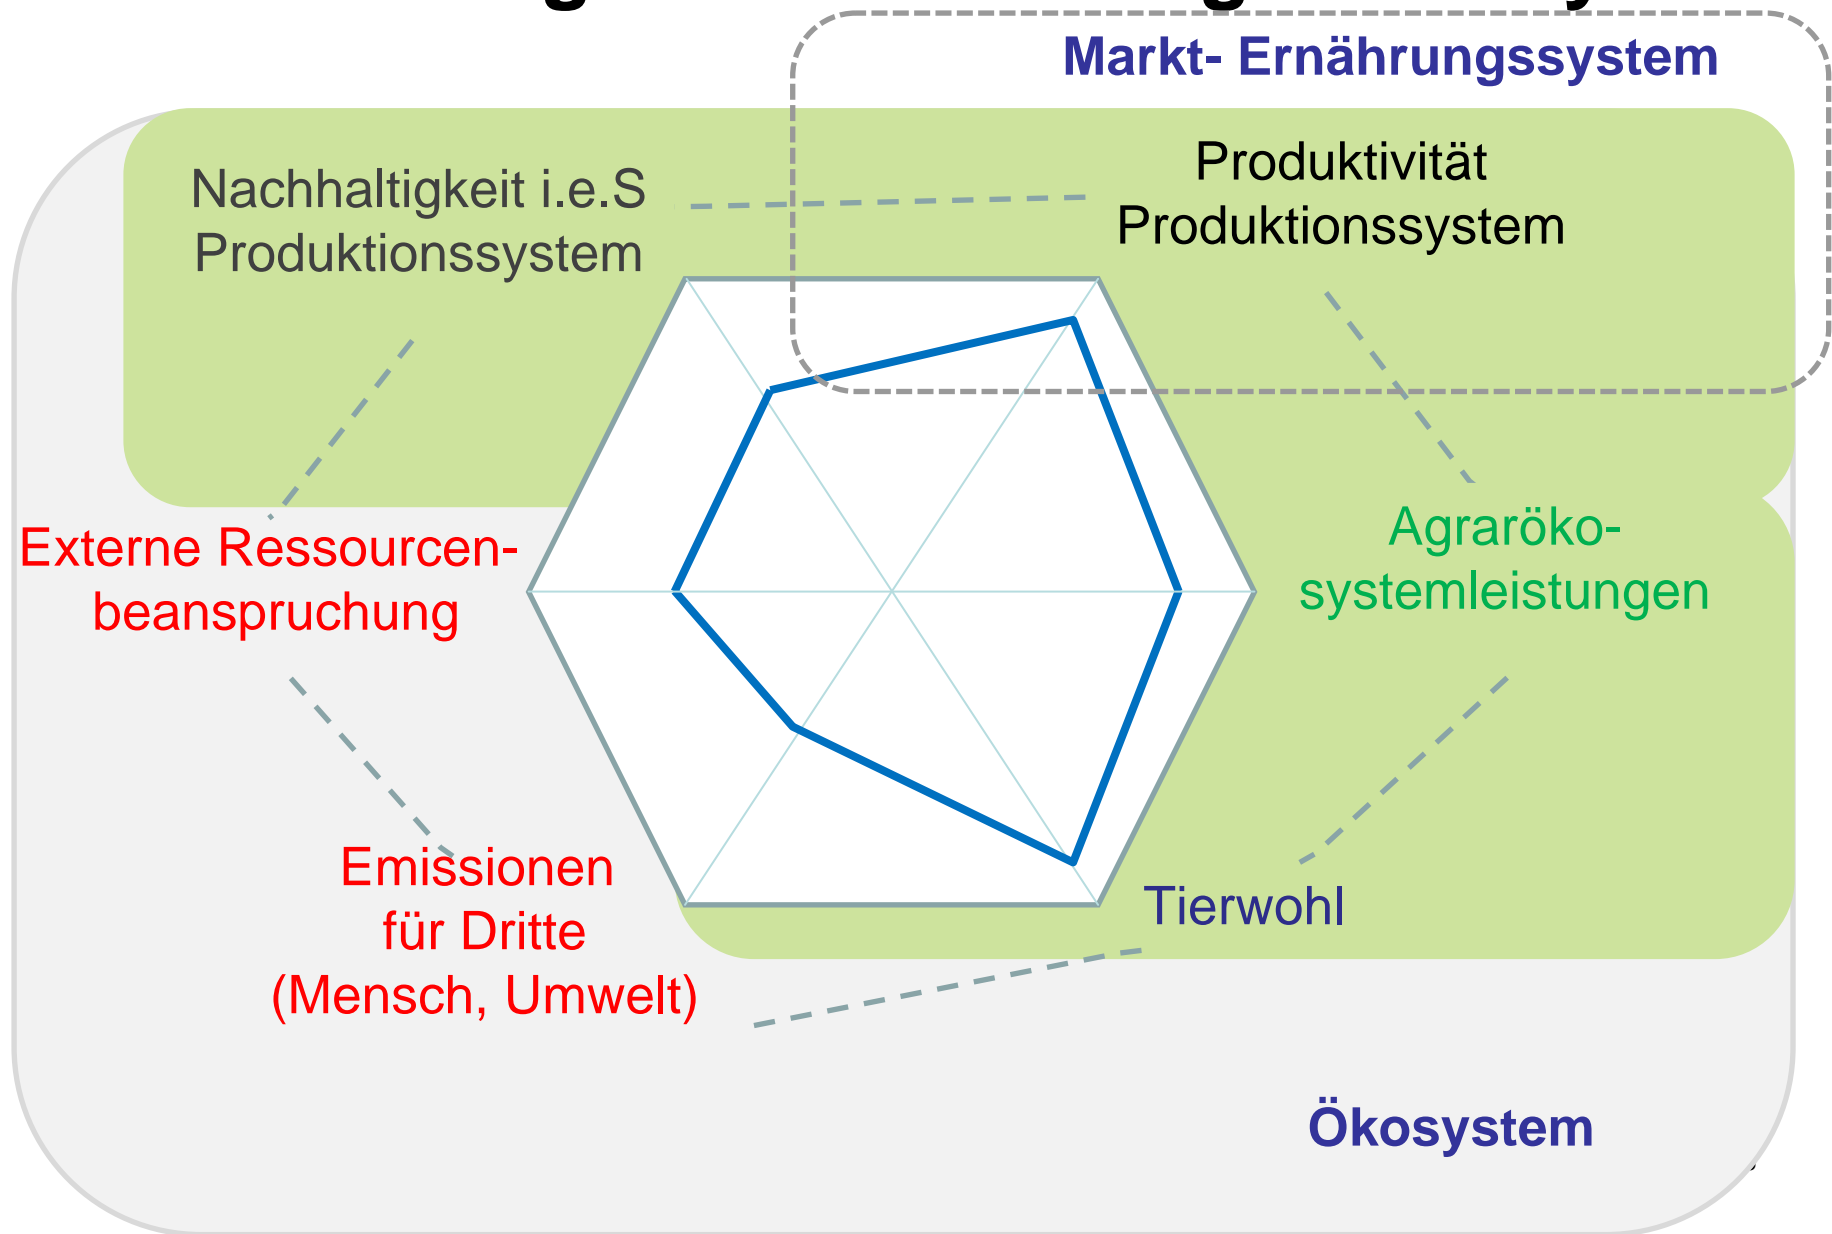 Markt- Ernährungssystem
Nachhaltigkeit i.e.S
Produktionssystem
Produktivität
Produktionssystem
Externe Ressourcen-
beanspruchung
Agraröko-
systemleistungen
Emissionen
für Dritte
(Mensch, Umwelt)
Tierwohl
Ökosystem